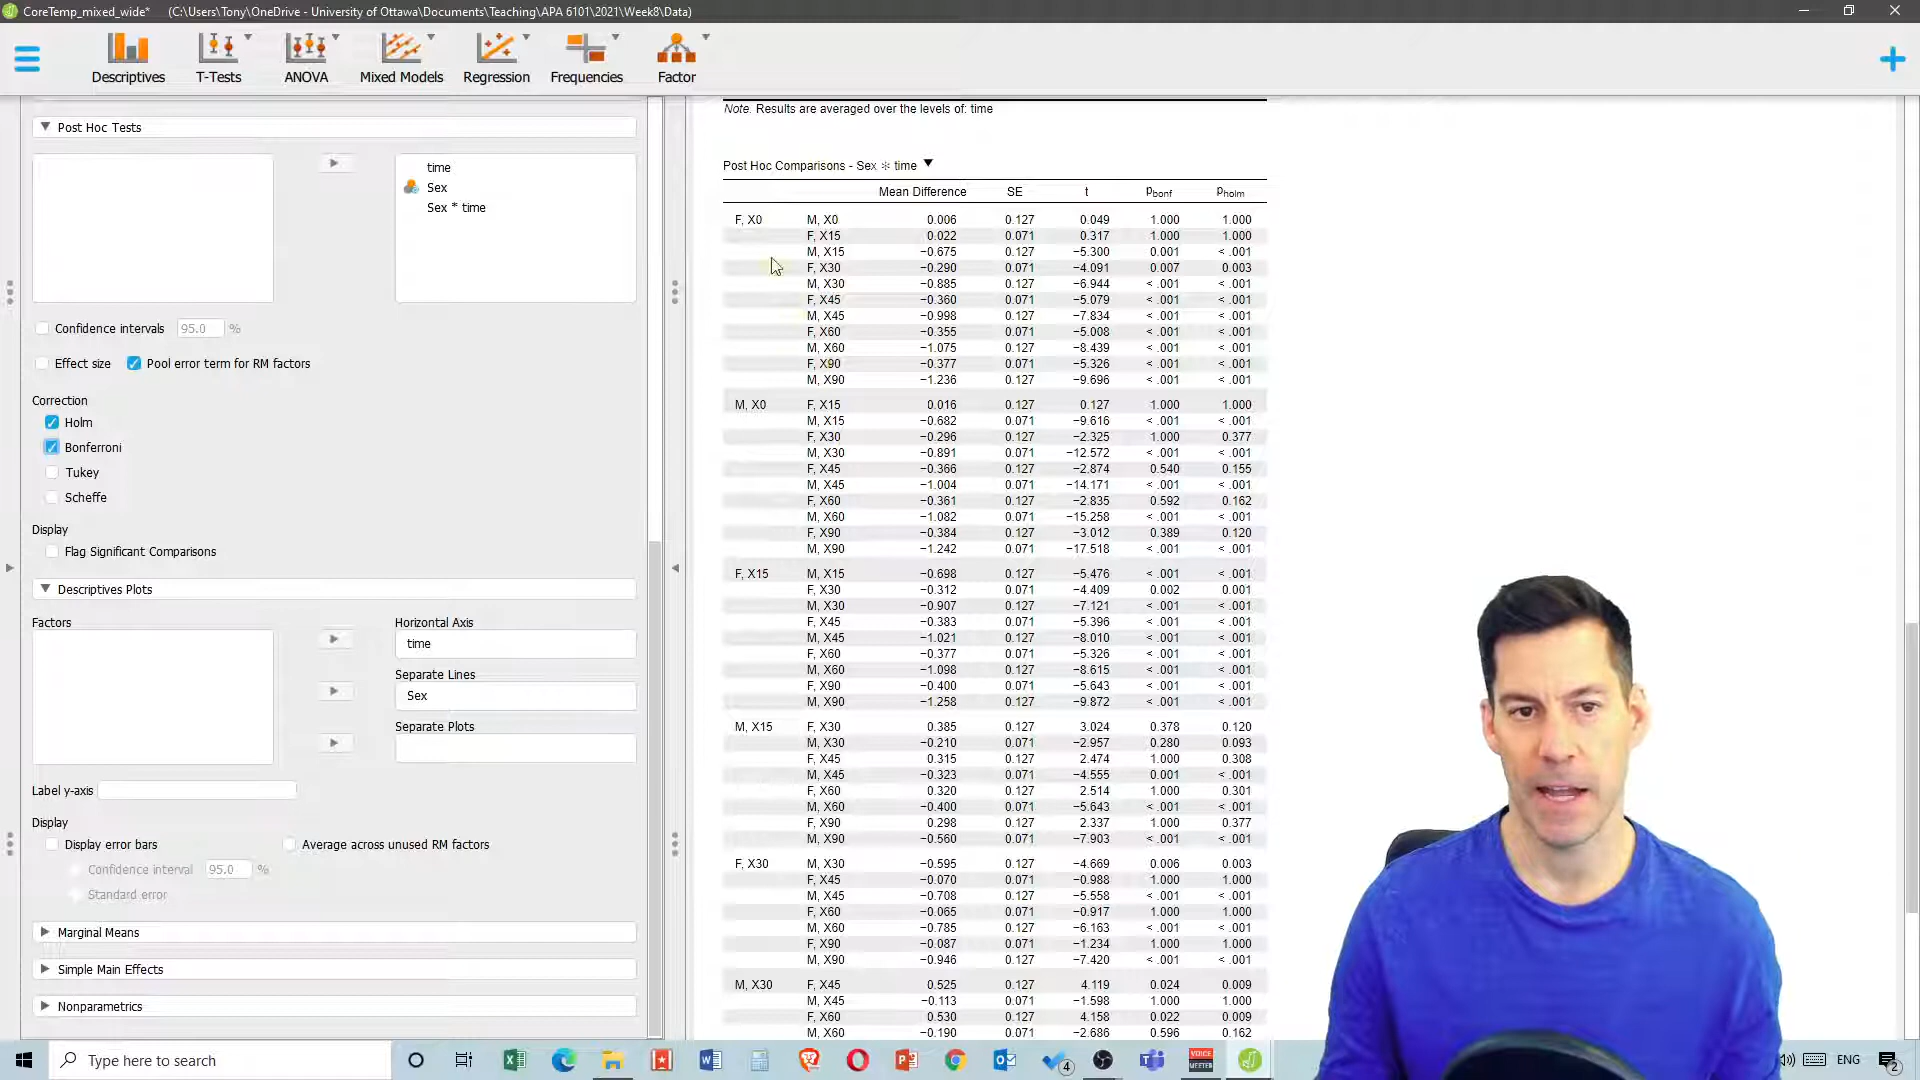 CoreTemp_mixed_wide* (C:\Users\Tony\OneDrive - University of Ottawa\Documents\Teaching\APA 6101\2021\Week8\Data)
Descriptives T-Tests ANOVA Mixed Models Regression Frequencies Factor
Post Hoc Tests
time
Sex
Sex * time
Confidence intervals 95.0 %
Effect size Pool error term for RM factors
Correction
Holm
Bonferroni
Tukey
Scheffe
Display
Flag Significant Comparisons
Descriptives Plots
Factors Horizontal Axis
time
Separate Lines
Sex
Separate Plots
Label y-axis
Display
Display error bars Average across unused RM factors
Confidence interval 95.0 %
Standard error
Marginal Means
Simple Main Effects
Nonparametrics
Note. Results are averaged over the levels of: time
Post Hoc Comparisons - Sex ✻ time
Mean Difference SE t pbonf pholm
F, X0 M, X0 0.006 0.127 0.049 1.000 1.000
F, X15 0.022 0.071 0.317 1.000 1.000
M, X15 −0.675 0.127 −5.300 0.001 < .001
F, X30 −0.290 0.071 −4.091 0.007 0.003
M, X30 −0.885 0.127 −6.944 < .001 < .001
F, X45 −0.360 0.071 −5.079 < .001 < .001
M, X45 −0.998 0.127 −7.834 < .001 < .001
F, X60 −0.355 0.071 −5.008 < .001 < .001
M, X60 −1.075 0.127 −8.439 < .001 < .001
F, X90 −0.377 0.071 −5.326 < .001 < .001
M, X90 −1.236 0.127 −9.696 < .001 < .001
M, X0 F, X15 0.016 0.127 0.127 1.000 1.000
M, X15 −0.682 0.071 −9.616 < .001 < .001
F, X30 −0.296 0.127 −2.325 1.000 0.377
M, X30 −0.891 0.071 −12.572 < .001 < .001
F, X45 −0.366 0.127 −2.874 0.540 0.155
M, X45 −1.004 0.071 −14.171 < .001 < .001
F, X60 −0.361 0.127 −2.835 0.592 0.162
M, X60 −1.082 0.071 −15.258 < .001 < .001
F, X90 −0.384 0.127 −3.012 0.389 0.120
M, X90 −1.242 0.071 −17.518 < .001 < .001
F, X15 M, X15 −0.698 0.127 −5.476 < .001 < .001
F, X30 −0.312 0.071 −4.409 0.002 0.001
M, X30 −0.907 0.127 −7.121 < .001 < .001
F, X45 −0.383 0.071 −5.396 < .001 < .001
M, X45 −1.021 0.127 −8.010 < .001 < .001
F, X60 −0.377 0.071 −5.326 < .001 < .001
M, X60 −1.098 0.127 −8.615 < .001 < .001
F, X90 −0.400 0.071 −5.643 < .001 < .001
M, X90 −1.258 0.127 −9.872 < .001 < .001
M, X15 F, X30 0.385 0.127 3.024 0.378 0.120
M, X30 −0.210 0.071 −2.957 0.280 0.093
F, X45 0.315 0.127 2.474 1.000 0.308
M, X45 −0.323 0.071 −4.555 0.001 < .001
F, X60 0.320 0.127 2.514 1.000 0.301
M, X60 −0.400 0.071 −5.643 < .001 < .001
F, X90 0.298 0.127 2.337 1.000 0.377
M, X90 −0.560 0.071 −7.903 < .001 < .001
F, X30 M, X30 −0.595 0.127 −4.669 0.006 0.003
F, X45 −0.070 0.071 −0.988 1.000 1.000
M, X45 −0.708 0.127 −5.558 < .001 < .001
F, X60 −0.065 0.071 −0.917 1.000 1.000
M, X60 −0.785 0.127 −6.163 < .001 < .001
F, X90 −0.087 0.071 −1.234 1.000 1.000
M, X90 −0.946 0.127 −7.420 < .001 < .001
M, X30 F, X45 0.525 0.127 4.119 0.024 0.009
M, X45 −0.113 0.071 −1.598 1.000 1.000
F, X60 0.530 0.127 4.158 0.022 0.009
M, X60 −0.190 0.071 −2.686 0.596 0.162
Type here to search
4
VOICE
MEETER
ENG
2